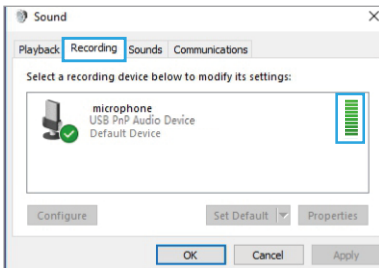 Sound
Playback Recording Sounds Communications
Select a recording device below to modify its settings:
microphone
USB PnP Audio Device
Default Device
Configure Set Default Properties
OK Cancel Apply